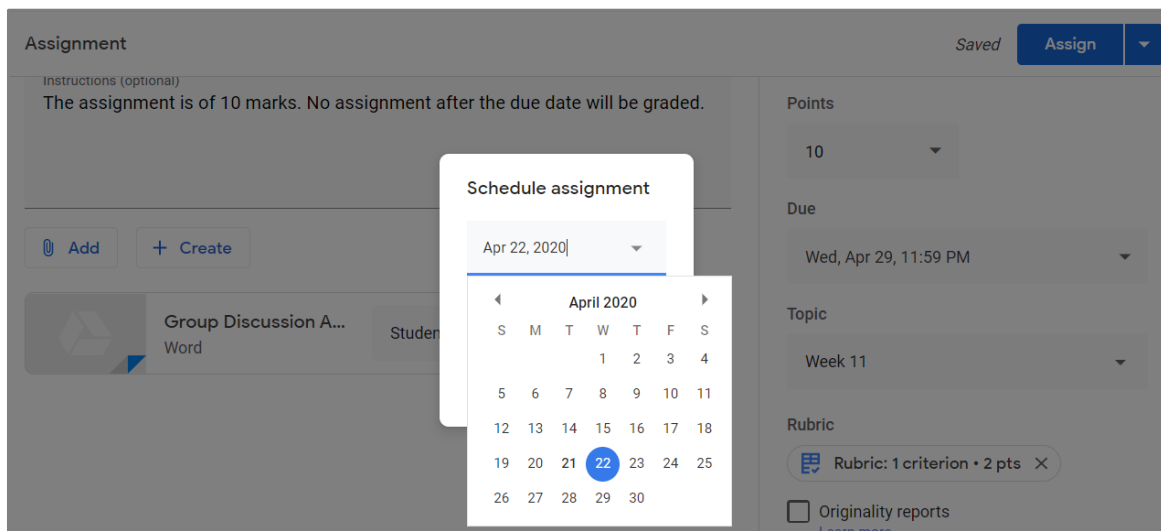 Assignment
Saved
Assign
Instructions (optional)
The assignment is of 10 marks. No assignment after the due date will be graded.
Add
Create
Group Discussion A...
Word
Studen
Schedule assignment
Apr 22, 2020
April 2020
S M T W T F S
1 2 3 4
5 6 7 8 9 10 11
12 13 14 15 16 17 18
19 20 21 22 23 24 25
26 27 28 29 30
Points
10
Due
Wed, Apr 29, 11:59 PM
Topic
Week 11
Rubric
Rubric: 1 criterion • 2 pts
Originality reports
Learn more